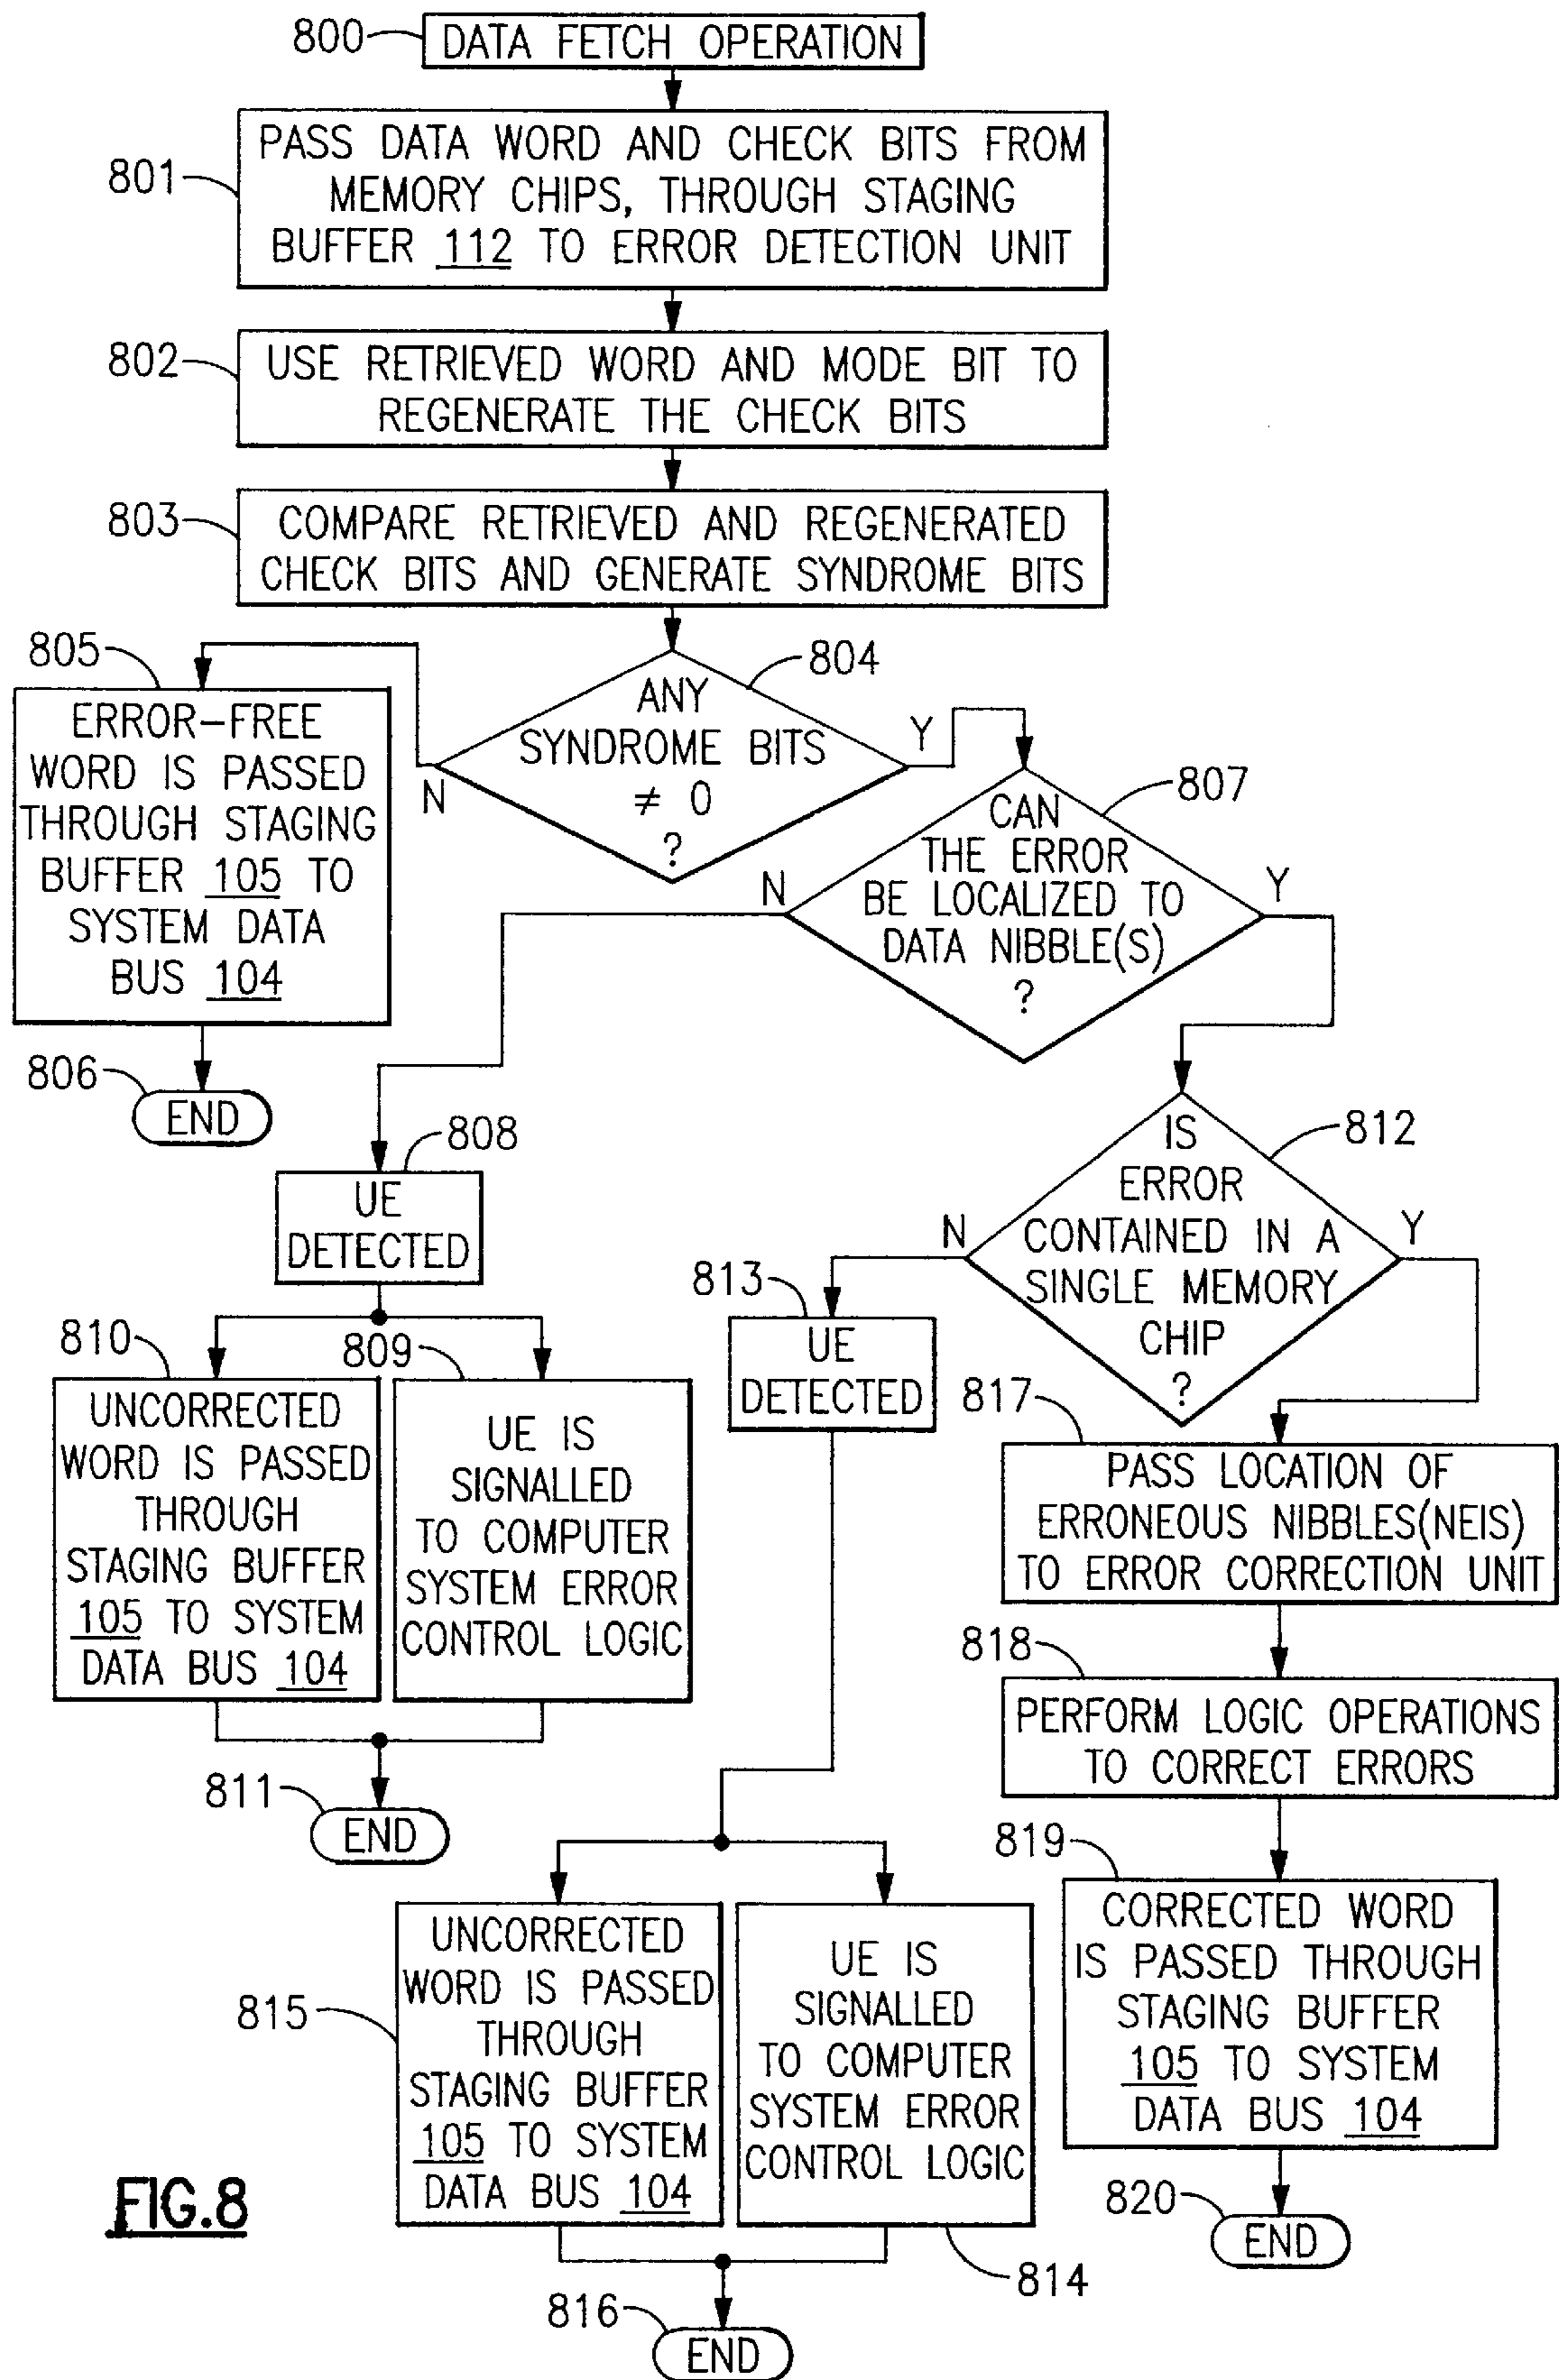 800
DATA FETCH OPERATION
801
PASS DATA WORD AND CHECK BITS FROM
MEMORY CHIPS, THROUGH STAGING
BUFFER 112 TO ERROR DETECTION UNIT
802
USE RETRIEVED WORD AND MODE BIT TO
REGENERATE THE CHECK BITS
803
COMPARE RETRIEVED AND REGENERATED
CHECK BITS AND GENERATE SYNDROME BITS
804
ANY
SYNDROME BITS
≠ 0
?
N
Y
805
ERROR-FREE
WORD IS PASSED
THROUGH STAGING
BUFFER 105 TO
SYSTEM DATA
BUS 104
806
END
807
CAN
THE ERROR
BE LOCALIZED TO
DATA NIBBLE(S)
?
N
Y
808
UE
DETECTED
810
UNCORRECTED
WORD IS PASSED
THROUGH
STAGING BUFFER
105 TO SYSTEM
DATA BUS 104
809
UE IS
SIGNALLED
TO COMPUTER
SYSTEM ERROR
CONTROL LOGIC
811
END
812
IS
ERROR
CONTAINED IN A
SINGLE MEMORY
CHIP
?
N
Y
813
UE
DETECTED
815
UNCORRECTED
WORD IS PASSED
THROUGH
STAGING BUFFER
105 TO SYSTEM
DATA BUS 104
UE IS
SIGNALLED
TO COMPUTER
SYSTEM ERROR
CONTROL LOGIC
814
816
END
817
PASS LOCATION OF
ERRONEOUS NIBBLES(NEIS)
TO ERROR CORRECTION UNIT
818
PERFORM LOGIC OPERATIONS
TO CORRECT ERRORS
819
CORRECTED WORD
IS PASSED THROUGH
STAGING BUFFER
105 TO SYSTEM
DATA BUS 104
820
END
FIG.8